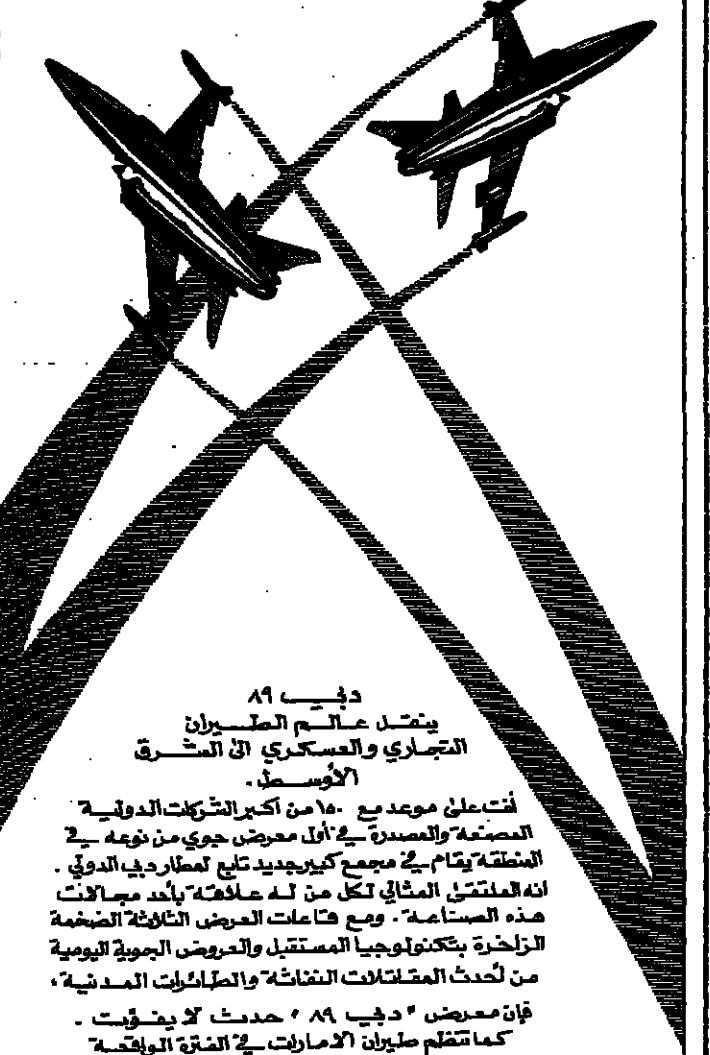 دبي ٨٩
ينقل عالم الطيران
التجاري والعسكري الى الشرق
الأوسط .
أنت على موعد مع ١٥٠ من أكبر الشركات الدولية
المصنعة والمصدرة في أول معرض جوي من نوعه في
المنطقة يقام في مجمع كبير جديد تابع لمطار دبي الدولي .
انه الملتقى المثالي لكل من له علاقة بأحد مجالات
هذه الصناعة . ومع قاعات العرض الثلاثة الضخمة
الزاخرة بتكنولوجيا المستقبل والعروض الجوية اليومية
من أحدث المقاتلات النفاثة والطائرات المدنية ،
فإن معرض " دبي ٨٩ " حدث لا يفوت .
كما تنظم طيران الامارات في الفترة الواقعة